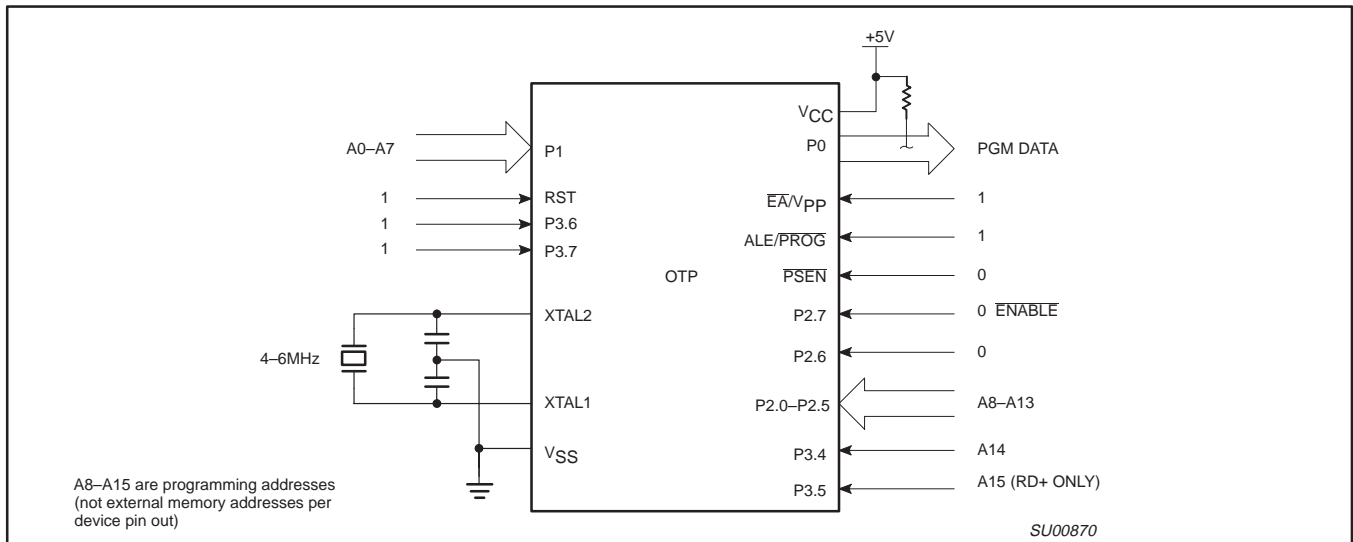 +5V
VCC
A0–A7
P1
P0
PGM DATA
1
RST
EA/VPP
1
1
P3.6
ALE/PROG
1
1
P3.7
OTP
PSEN
0
XTAL2
P2.7
0 ENABLE
4–6MHz
P2.6
0
XTAL1
P2.0–P2.5
A8–A13
VSS
P3.4
A14
P3.5
A15 (RD+ ONLY)
A8–A15 are programming addresses
(not external memory addresses per
device pin out)
SU00870